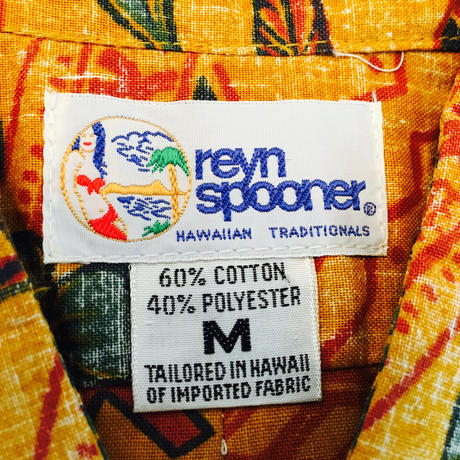 reyn
spooner®
HAWAIIAN TRADITIONALS
60% COTTON
40% POLYESTER
M
TAILORED IN HAWAII
OF IMPORTED FABRIC